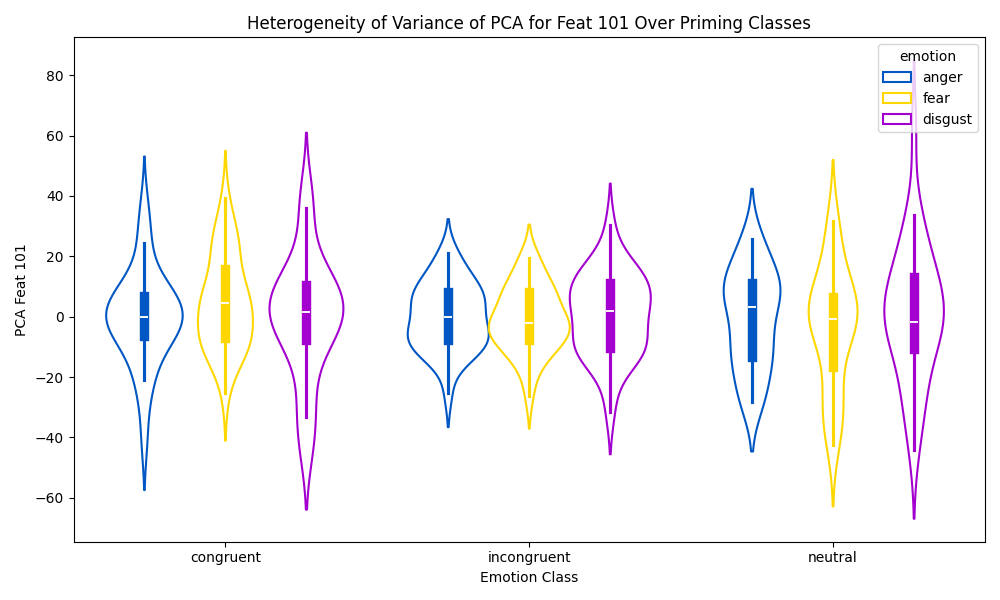 Heterogeneity of Variance of PCA for Feat 101 Over Priming Classes
emotion
anger
fear
disgust
PCA Feat 101
80
60
40
20
0
−20
−40
−60
congruent
incongruent
neutral
Emotion Class